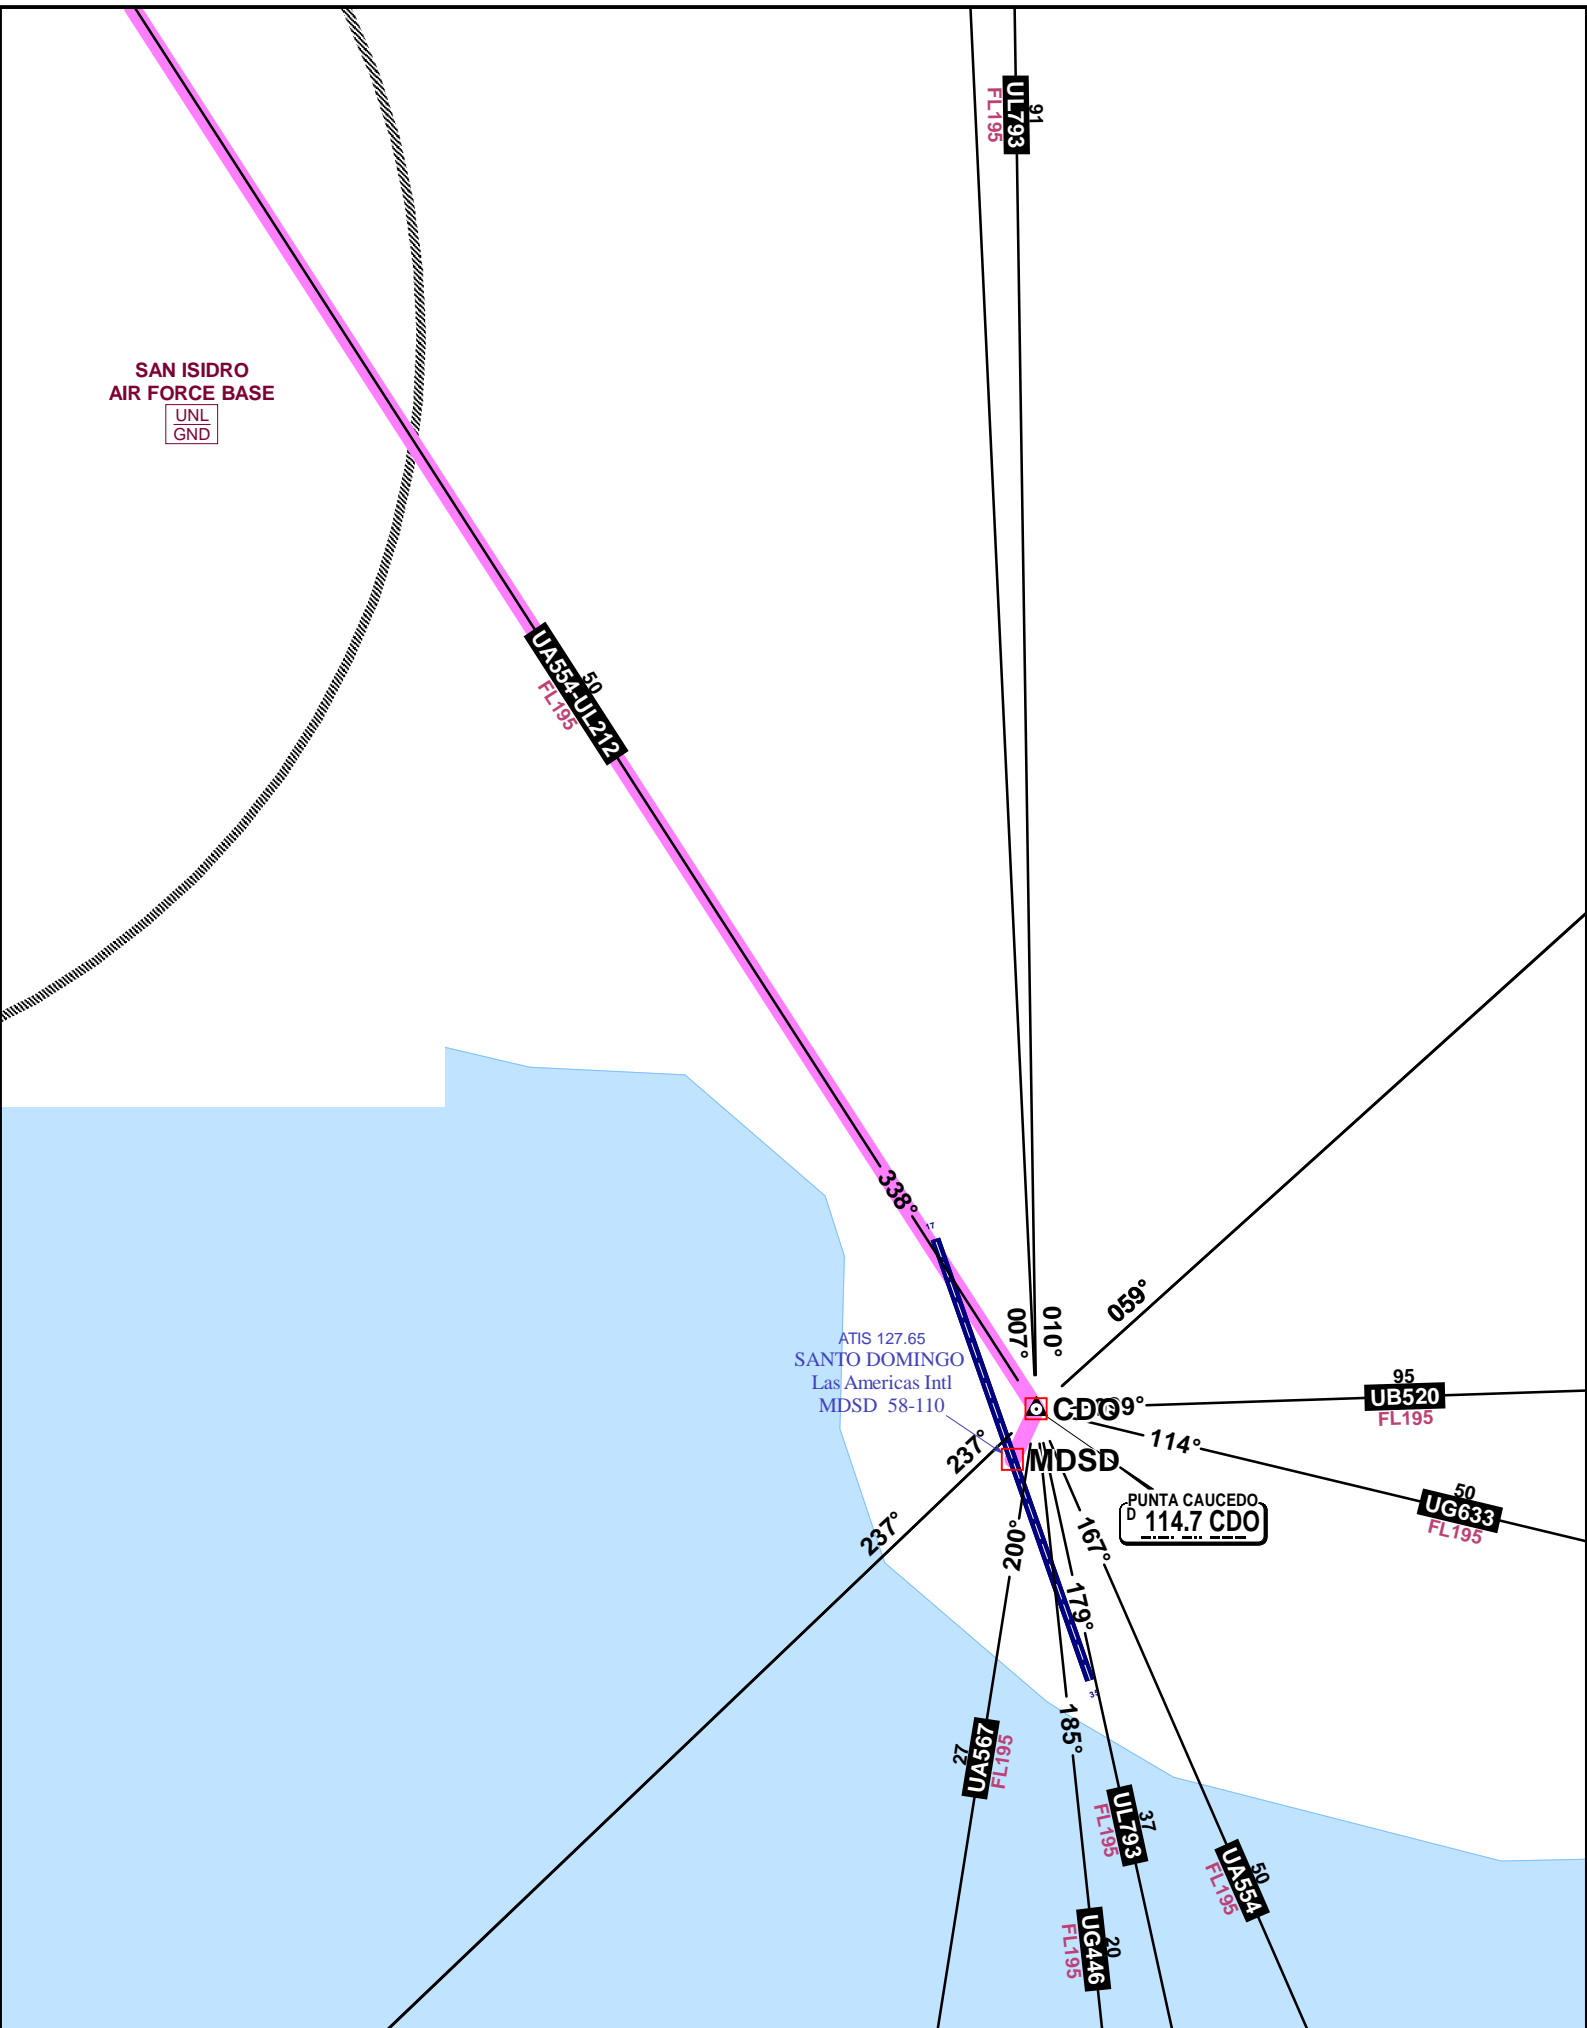 UL793
91
FL195
SAN ISIDRO
AIR FORCE BASE
UNL
GND
50
UA554-UL212
FL195
338°
17
007°
010°
059°
ATIS 127.65
SANTO DOMINGO
Las Americas Intl
MDSD 58-110
95
UB520
FL195
CDO
114°
237°
MDSD
50
UG633
FL195
PUNTA CAUCEDO
D 114.7 CDO
237°
200°
167°
179°
35
185°
27
UA567
FL195
37
UL793
FL195
50
UA554
FL195
20
UG446
FL195